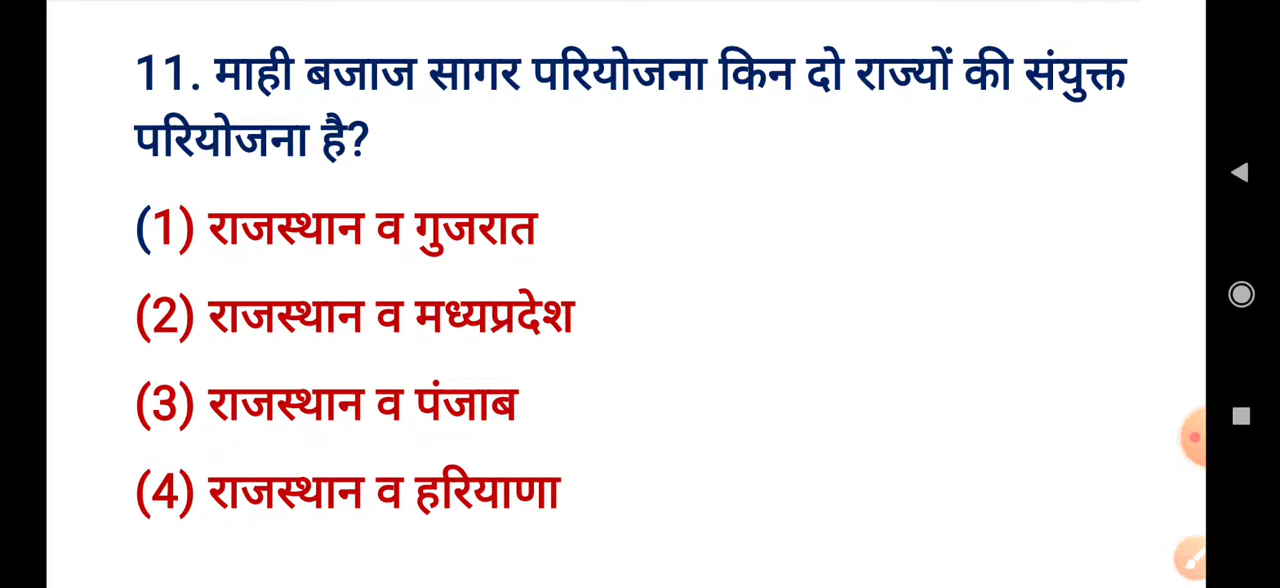 11. माही बजाज सागर परियोजना किन दो राज्यों की संयुक्त
परियोजना है?
(1) राजस्थान व गुजरात
(2) राजस्थान व मध्यप्रदेश
(3) राजस्थान व पंजाब
(4) राजस्थान व हरियाणा